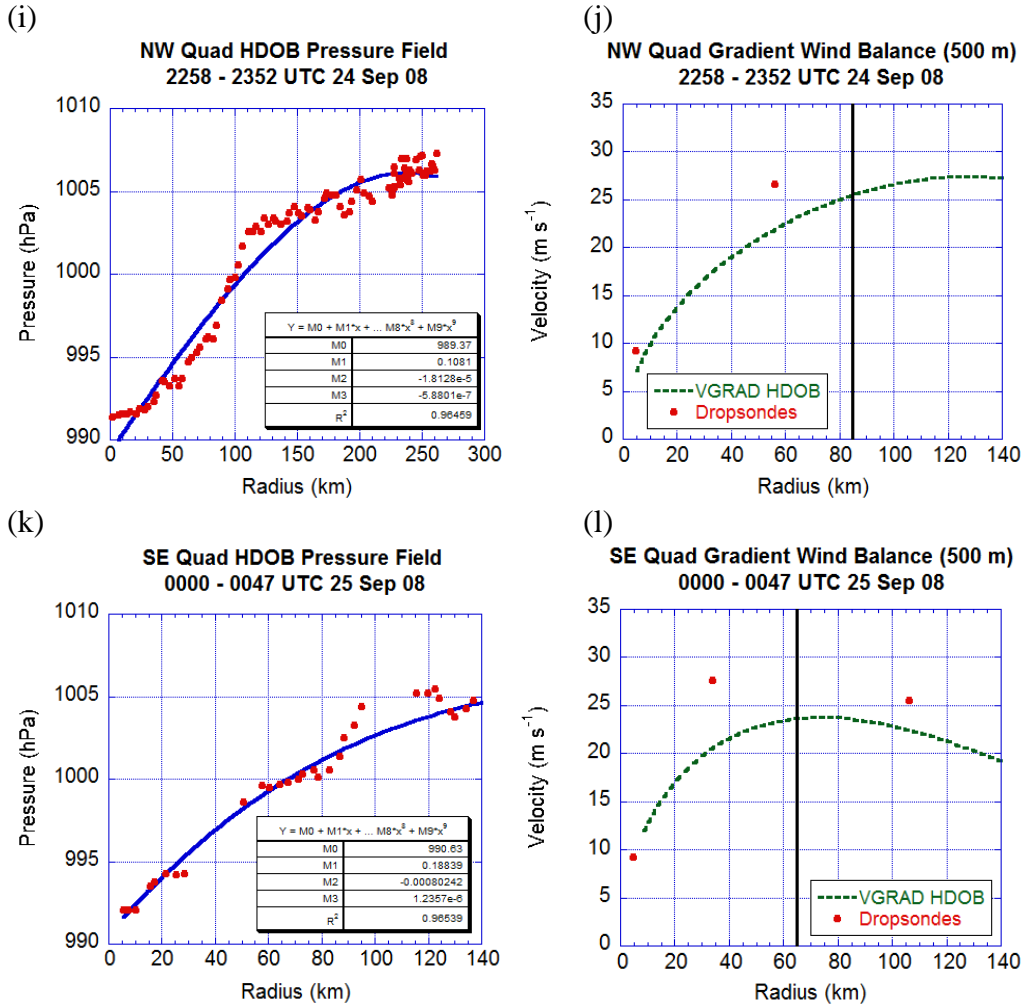 (i)
NW Quad HDOB Pressure Field
2258 - 2352 UTC 24 Sep 08
Pressure (hPa)
1010
1005
1000
995
990
0 50 100 150 200 250 300
Radius (km)
Y = M0 + M1*x + ... M8*x⁸ + M9*x⁹
M0 989.37
M1 0.1081
M2 -1.8128e-5
M3 -5.8801e-7
R² 0.96459
(j)
NW Quad Gradient Wind Balance (500 m)
2258 - 2352 UTC 24 Sep 08
Velocity (m s⁻¹)
35
30
25
20
15
10
5
0
0 20 40 60 80 100 120 140
Radius (km)
VGRAD HDOB
Dropsondes
(k)
SE Quad HDOB Pressure Field
0000 - 0047 UTC 25 Sep 08
Pressure (hPa)
1010
1005
1000
995
990
0 20 40 60 80 100 120 140
Radius (km)
Y = M0 + M1*x + ... M8*x⁸ + M9*x⁹
M0 990.63
M1 0.18839
M2 -0.00080242
M3 1.2357e-6
R² 0.96539
(l)
SE Quad Gradient Wind Balance (500 m)
0000 - 0047 UTC 25 Sep 08
Velocity (m s⁻¹)
35
30
25
20
15
10
5
0
0 20 40 60 80 100 120 140
Radius (km)
VGRAD HDOB
Dropsondes